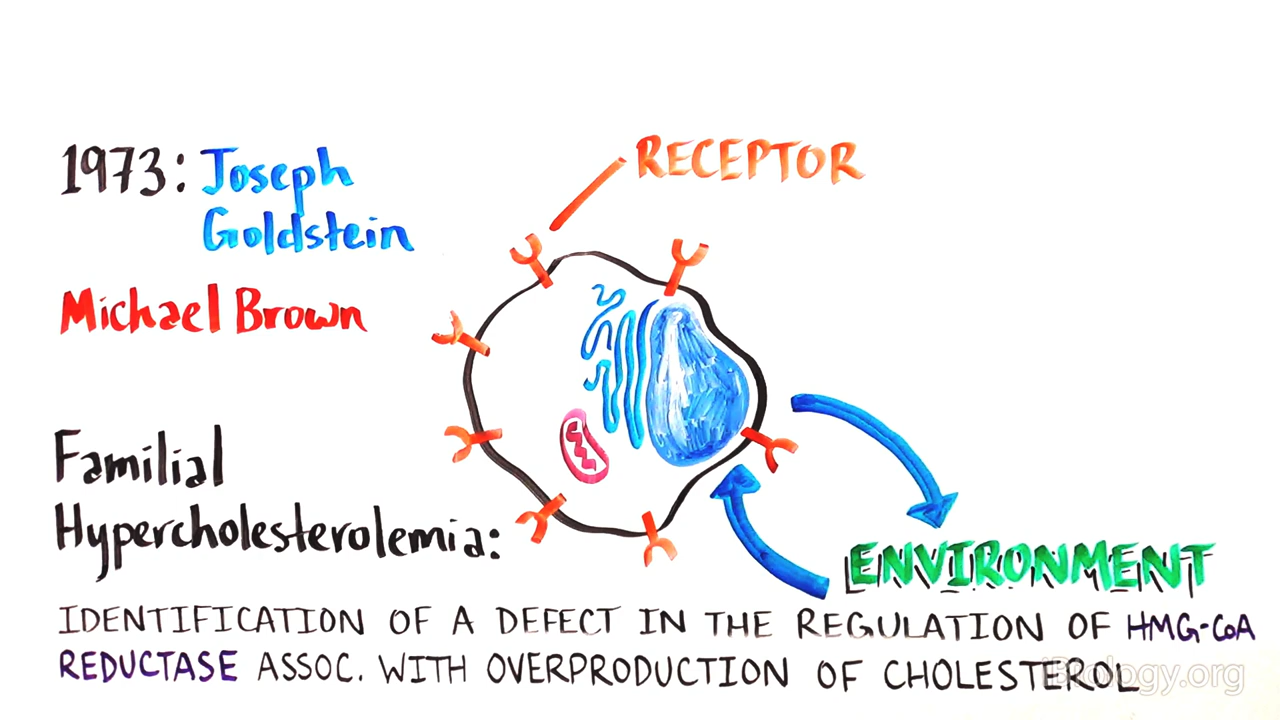 1973: Joseph
Goldstein
RECEPTOR
Michael Brown
Familial
Hypercholesterolemia:
ENVIRONMENT
IDENTIFICATION OF A DEFECT IN THE REGULATION OF HMG-CoA
REDUCTASE ASSOC. WITH OVERPRODUCTION OF CHOLESTEROL
iBiology.org